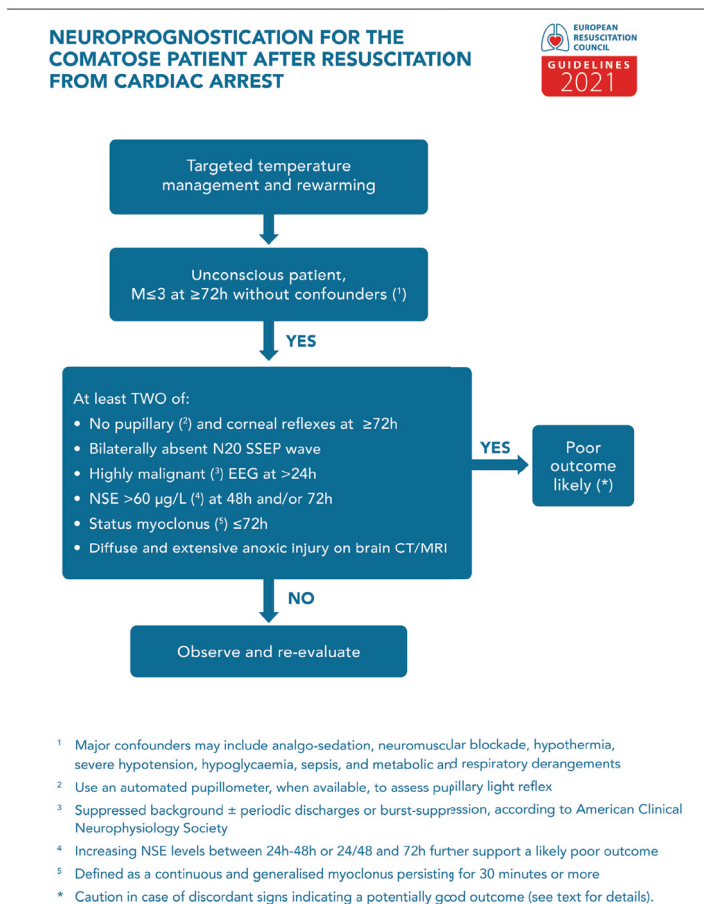 NEUROPROGNOSTICATION FOR THE
COMATOSE PATIENT AFTER RESUSCITATION
FROM CARDIAC ARREST
EUROPEAN
RESUSCITATION
COUNCIL
GUIDELINES
2021
Targeted temperature
management and rewarming
Unconscious patient,
M≤3 at ≥72h without confounders (¹)
YES
At least TWO of:
• No pupillary (²) and corneal reflexes at ≥72h
• Bilaterally absent N20 SSEP wave
• Highly malignant (³) EEG at >24h
• NSE >60 µg/L (⁴) at 48h and/or 72h
• Status myoclonus (⁵) ≤72h
• Diffuse and extensive anoxic injury on brain CT/MRI
YES
Poor
outcome
likely (*)
NO
Observe and re-evaluate
¹ Major confounders may include analgo-sedation, neuromuscular blockade, hypothermia,
severe hypotension, hypoglycaemia, sepsis, and metabolic and respiratory derangements
² Use an automated pupillometer, when available, to assess pupillary light reflex
³ Suppressed background ± periodic discharges or burst-suppression, according to American Clinical
Neurophysiology Society
⁴ Increasing NSE levels between 24h-48h or 24/48 and 72h further support a likely poor outcome
⁵ Defined as a continuous and generalised myoclonus persisting for 30 minutes or more
* Caution in case of discordant signs indicating a potentially good outcome (see text for details).